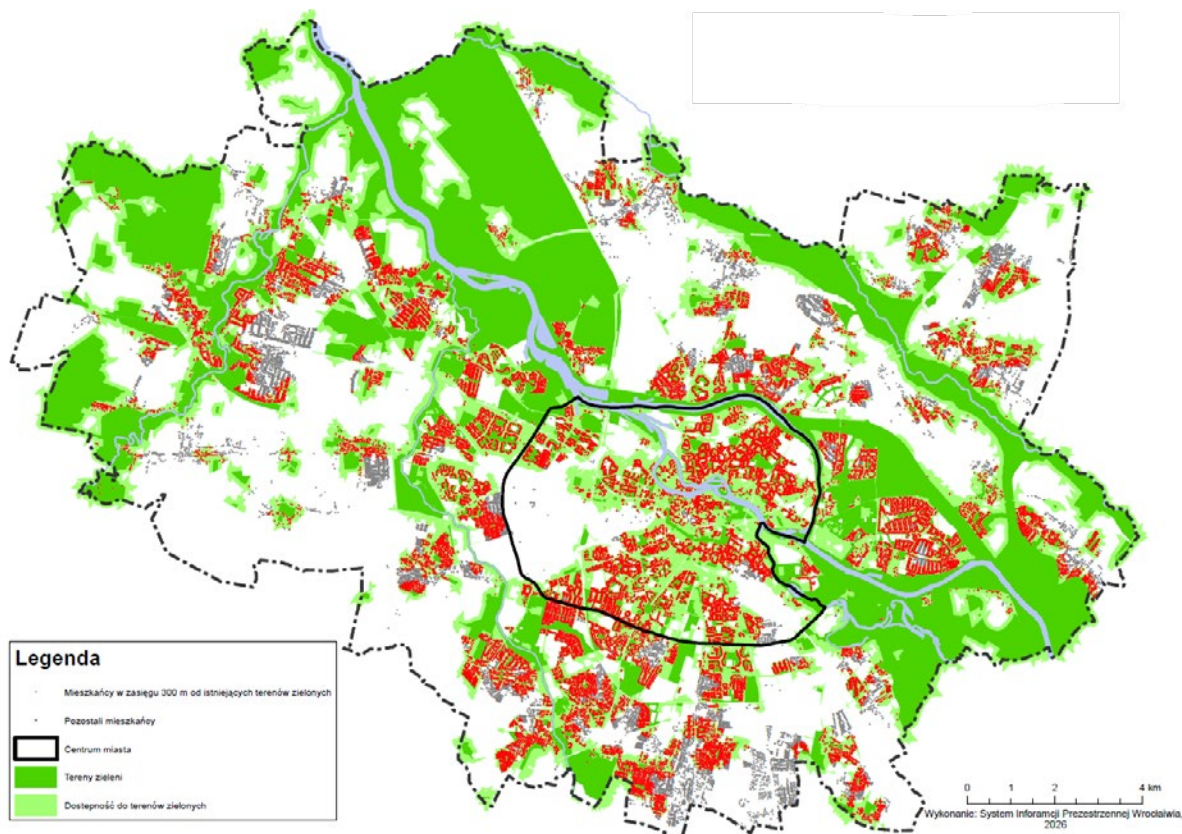 Legenda
Mieszkańcy w zasięgu 300 m od istniejących terenów zielonych
Pozostali mieszkańcy
Centrum miasta
Tereny zieleni
Dostępność do terenów zielonych
0 1 2 4 km
Wykonanie: System Inforamcji Prezestrzennej Wrocłaiwia,
2026